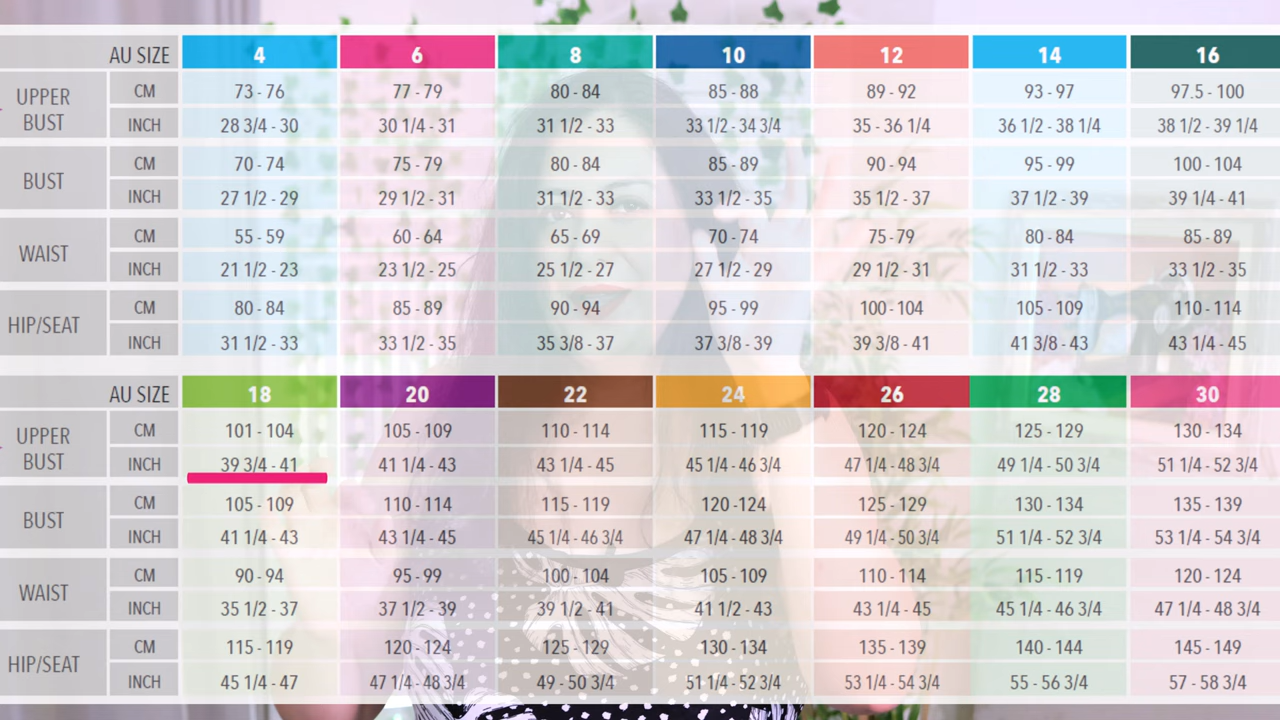 AU SIZE 4 6 8 10 12 14 16
UPPER BUST CM 73 - 76 77 - 79 80 - 84 85 - 88 89 - 92 93 - 97 97.5 - 100
INCH 28 3/4 - 30 30 1/4 - 31 31 1/2 - 33 33 1/2 - 34 3/4 35 - 36 1/4 36 1/2 - 38 1/4 38 1/2 - 39 1/4
BUST CM 70 - 74 75 - 79 80 - 84 85 - 89 90 - 94 95 - 99 100 - 104
INCH 27 1/2 - 29 29 1/2 - 31 31 1/2 - 33 33 1/2 - 35 35 1/2 - 37 37 1/2 - 39 39 1/4 - 41
WAIST CM 55 - 59 60 - 64 65 - 69 70 - 74 75 - 79 80 - 84 85 - 89
INCH 21 1/2 - 23 23 1/2 - 25 25 1/2 - 27 27 1/2 - 29 29 1/2 - 31 31 1/2 - 33 33 1/2 - 35
HIP/SEAT CM 80 - 84 85 - 89 90 - 94 95 - 99 100 - 104 105 - 109 110 - 114
INCH 31 1/2 - 33 33 1/2 - 35 35 3/8 - 37 37 3/8 - 39 39 3/8 - 41 41 3/8 - 43 43 1/4 - 45
AU SIZE 18 20 22 24 26 28 30
UPPER BUST CM 101 - 104 105 - 109 110 - 114 115 - 119 120 - 124 125 - 129 130 - 134
INCH 39 3/4 - 41 41 1/4 - 43 43 1/4 - 45 45 1/4 - 46 3/4 47 1/4 - 48 3/4 49 1/4 - 50 3/4 51 1/4 - 52 3/4
BUST CM 105 - 109 110 - 114 115 - 119 120 -124 125 - 129 130 - 134 135 - 139
INCH 41 1/4 - 43 43 1/4 - 45 45 1/4 - 46 3/4 47 1/4 - 48 3/4 49 1/4 - 50 3/4 51 1/2 - 52 3/4 53 1/4 - 54 3/4
WAIST CM 90 - 94 95 - 99 100 - 104 105 - 109 110 - 114 115 - 119 120 - 124
INCH 35 1/2 - 37 37 1/2 - 39 39 1/2 - 41 41 1/2 - 43 43 1/4 - 45 45 1/4 - 46 3/4 47 1/4 - 48 3/4
HIP/SEAT CM 115 - 119 120 - 124 125 - 129 130 - 134 135 - 139 140 - 144 145 - 149
INCH 45 1/4 - 47 47 1/4 - 48 3/4 49 - 50 3/4 51 1/4 - 52 3/4 53 1/4 - 54 3/4 55 - 56 3/4 57 - 58 3/4